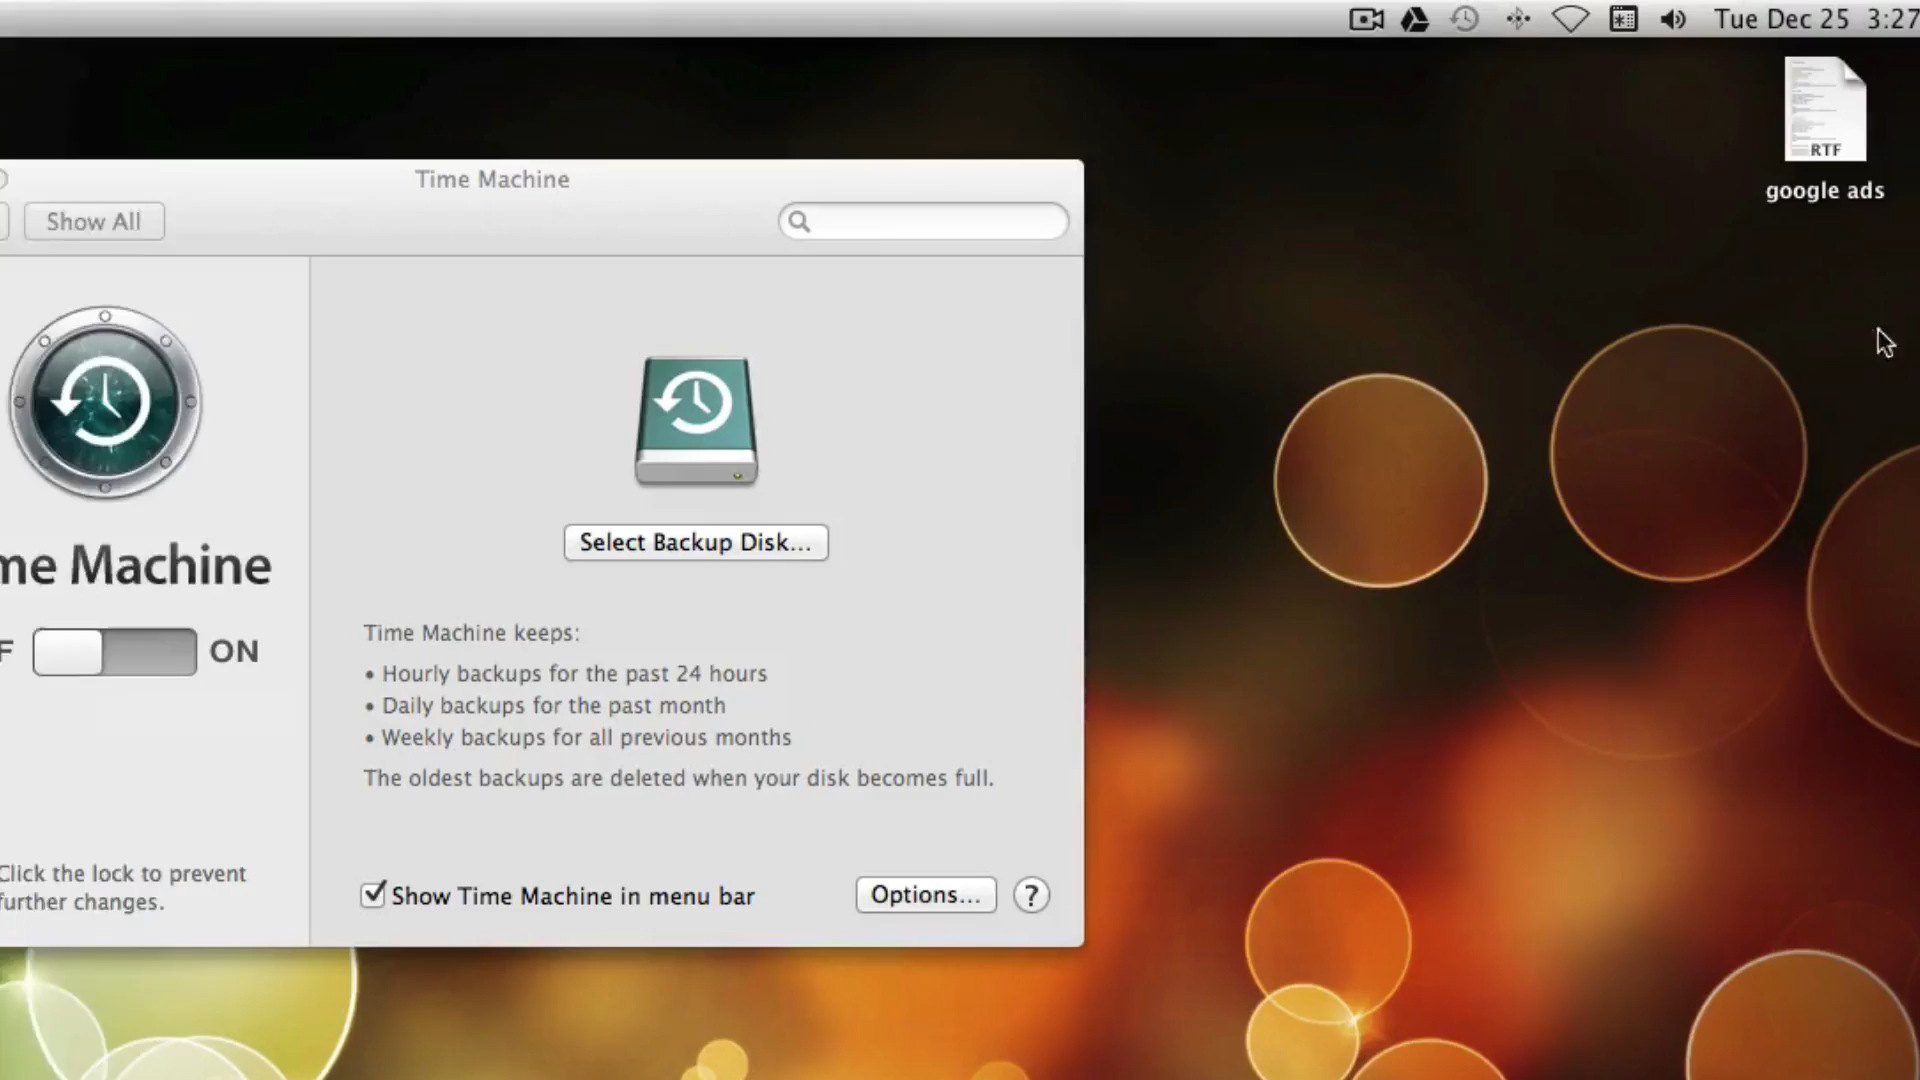 Tue Dec 25 3:27
RTF
google ads
Time Machine
Show All
me Machine
F ON
Click the lock to prevent
further changes.
Select Backup Disk...
Time Machine keeps:
• Hourly backups for the past 24 hours
• Daily backups for the past month
• Weekly backups for all previous months
The oldest backups are deleted when your disk becomes full.
Show Time Machine in menu bar
Options...
?